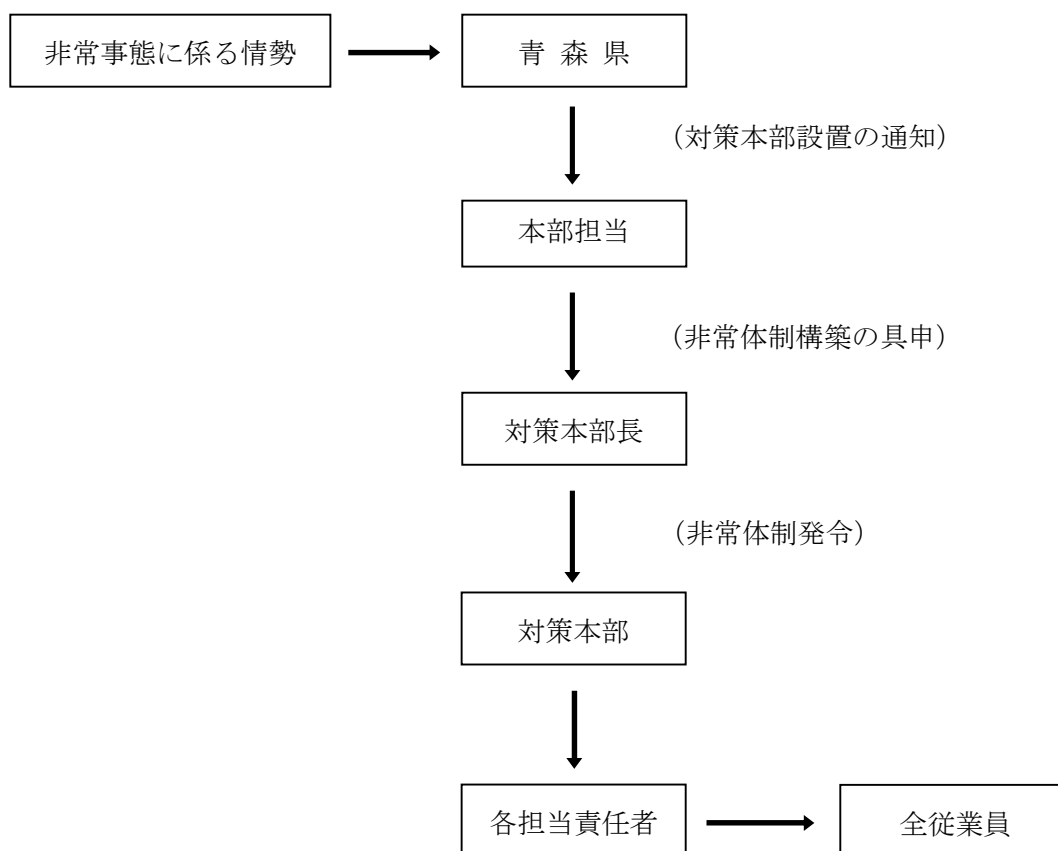 非常事態に係る情勢
青 森 県
（対策本部設置の通知）
本部担当
（非常体制構築の具申）
対策本部長
（非常体制発令）
対策本部
各担当責任者
全従業員